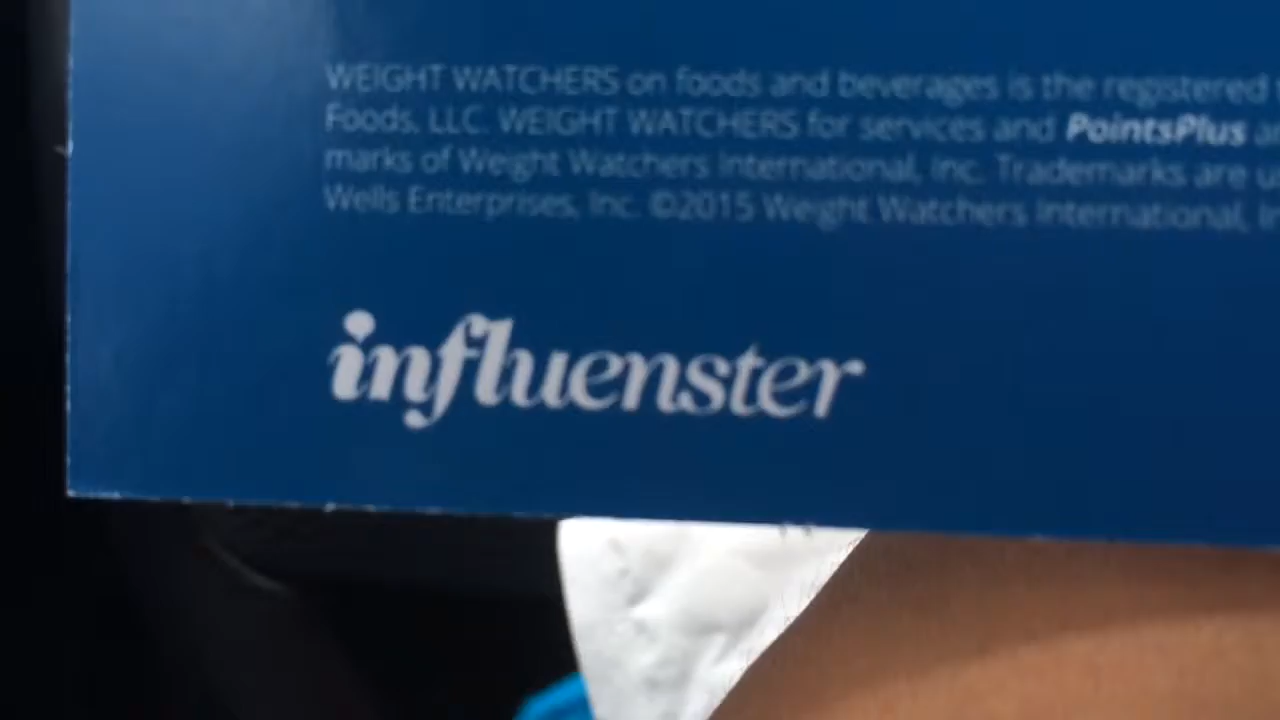 WEIGHT WATCHERS on foods and beverages is the registered
Foods, LLC. WEIGHT WATCHERS for services and PointsPlus
marks of Weight Watchers International, Inc. Trademarks are
Wells Enterprises, Inc. ©2015 Weight Watchers International,
influenster